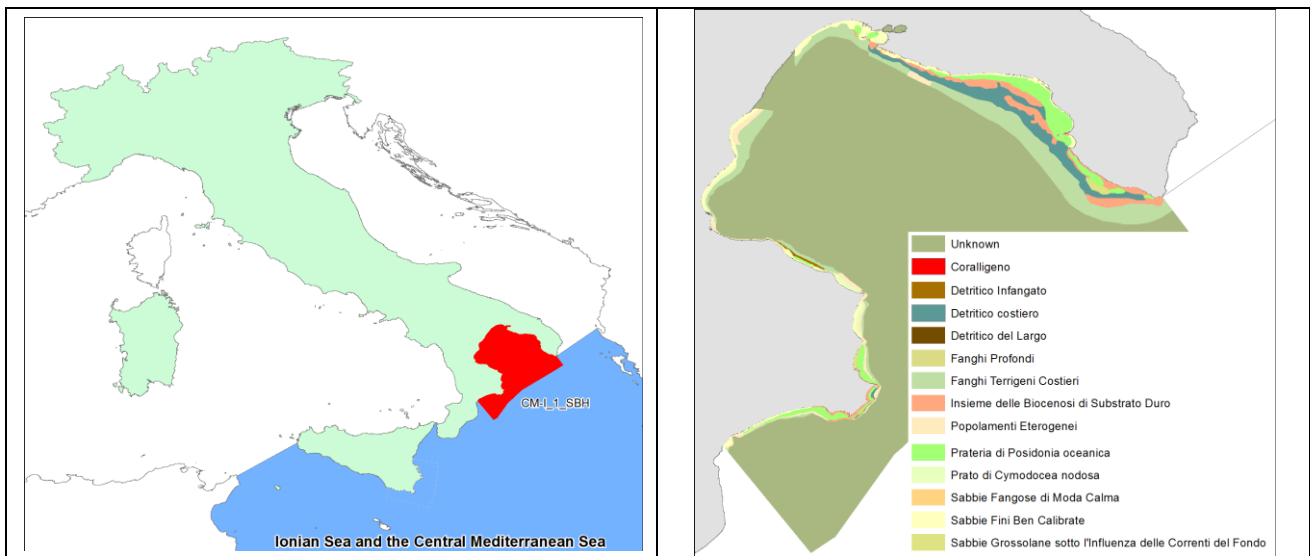 CM-I_1_SBH
Ionian Sea and the Central Mediterranean Sea
Unknown
Coralligeno
Detritico Infangato
Detritico costiero
Detritico del Largo
Fanghi Profondi
Fanghi Terrigeni Costieri
Insieme delle Biocenosi di Substrato Duro
Popolamenti Eterogenei
Prateria di Posidonia oceanica
Prato di Cymodocea nodosa
Sabbie Fangose di Moda Calma
Sabbie Fini Ben Calibrate
Sabbie Grossolane sotto l'Influenza delle Correnti del Fondo